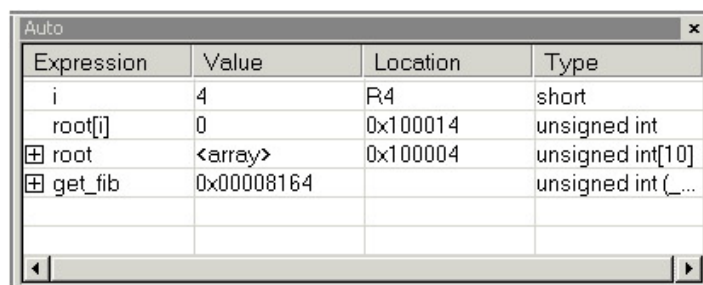 Auto
Expression Value Location Type
i 4 R4 short
root[i] 0 0x100014 unsigned int
root <array> 0x100004 unsigned int[10]
get_fib 0x00008164 unsigned int (_...